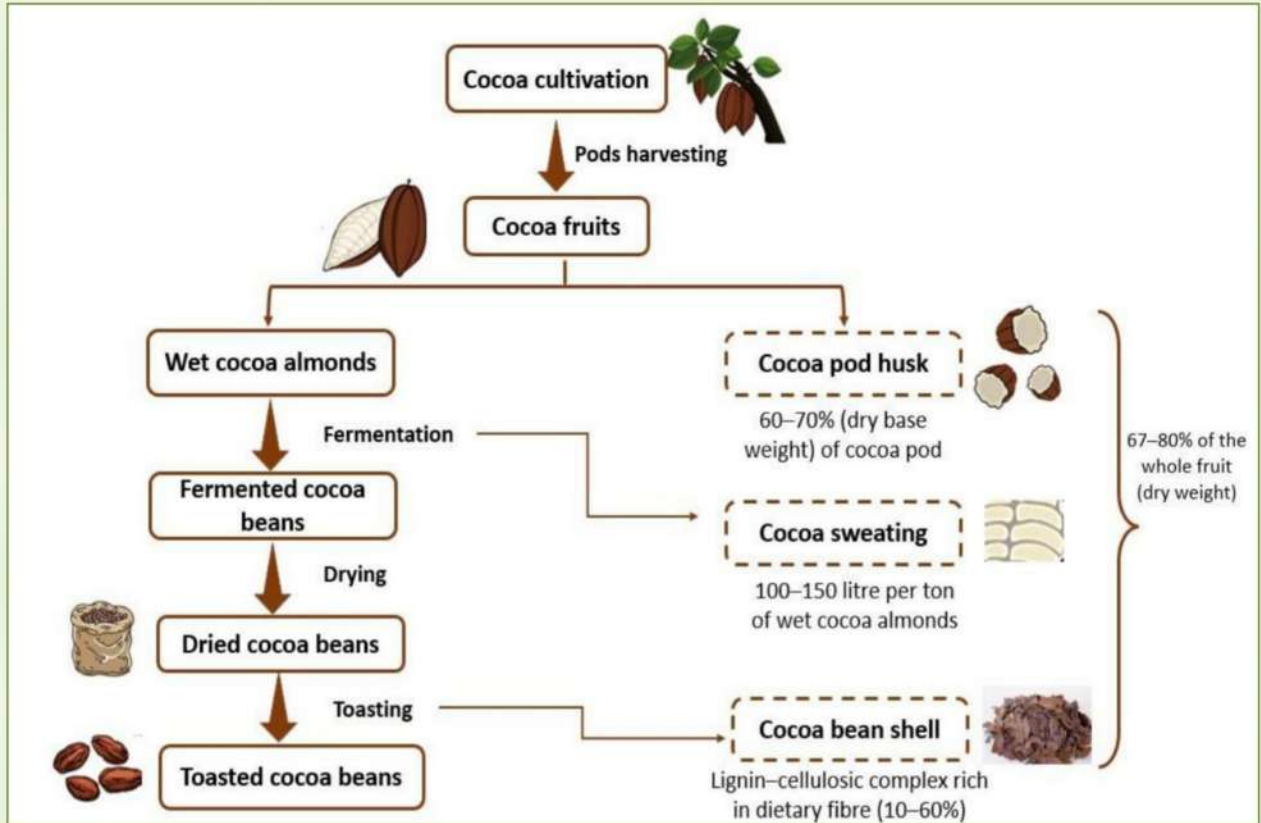 Cocoa cultivation
Pods harvesting
Cocoa fruits
Wet cocoa almonds
Cocoa pod husk
60–70% (dry base
weight) of cocoa pod
Fermentation
67–80% of the
whole fruit
(dry weight)
Fermented cocoa
beans
Cocoa sweating
100–150 litre per ton
of wet cocoa almonds
Drying
Dried cocoa beans
Toasting
Cocoa bean shell
Lignin–cellulosic complex rich
in dietary fibre (10–60%)
Toasted cocoa beans